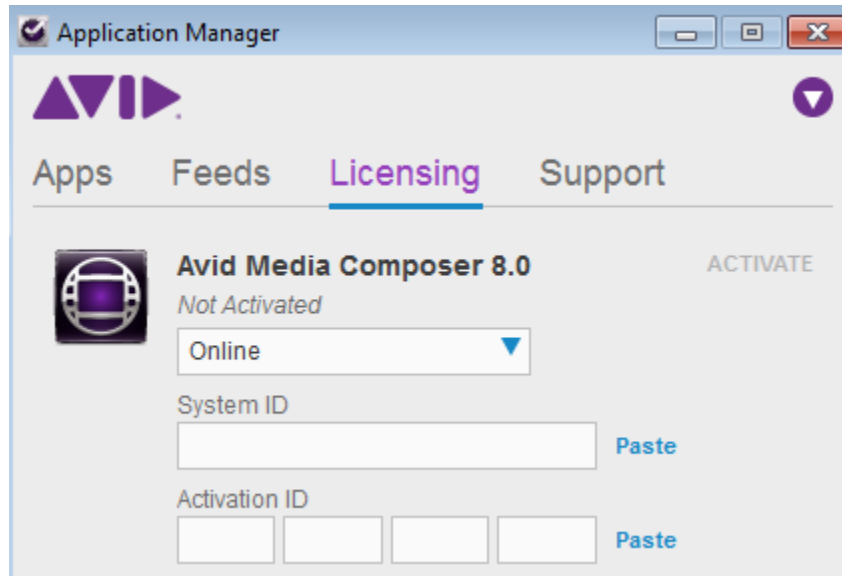 Application Manager
AVID
Apps Feeds Licensing Support
Avid Media Composer 8.0 ACTIVATE
Not Activated
Online
System ID
Paste
Activation ID
Paste